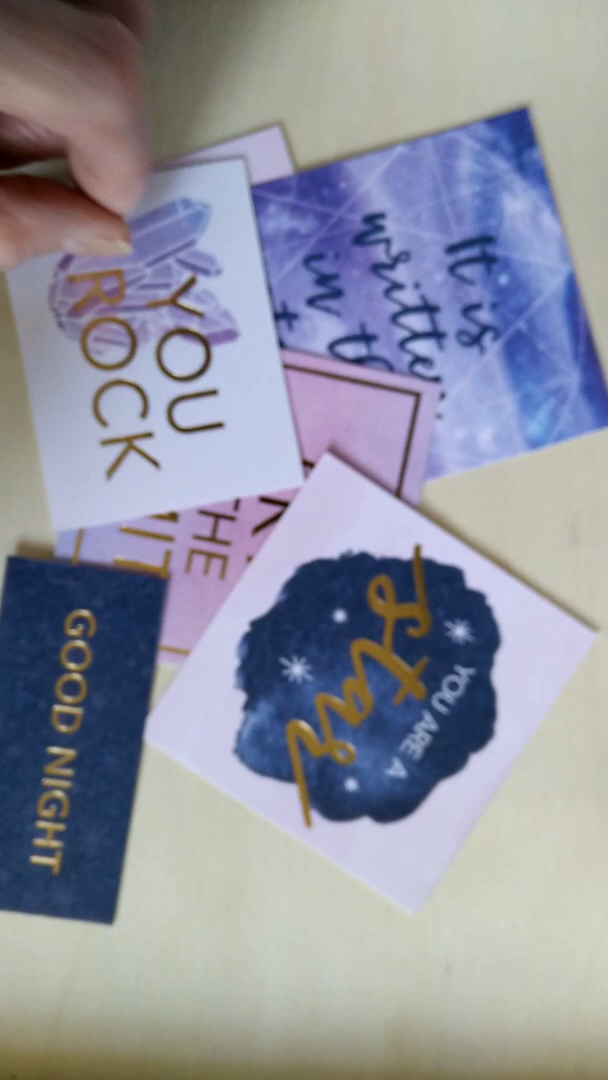 It is
written
in
YOU
ROCK
THE
YOU ARE A
star
GOOD NIGHT